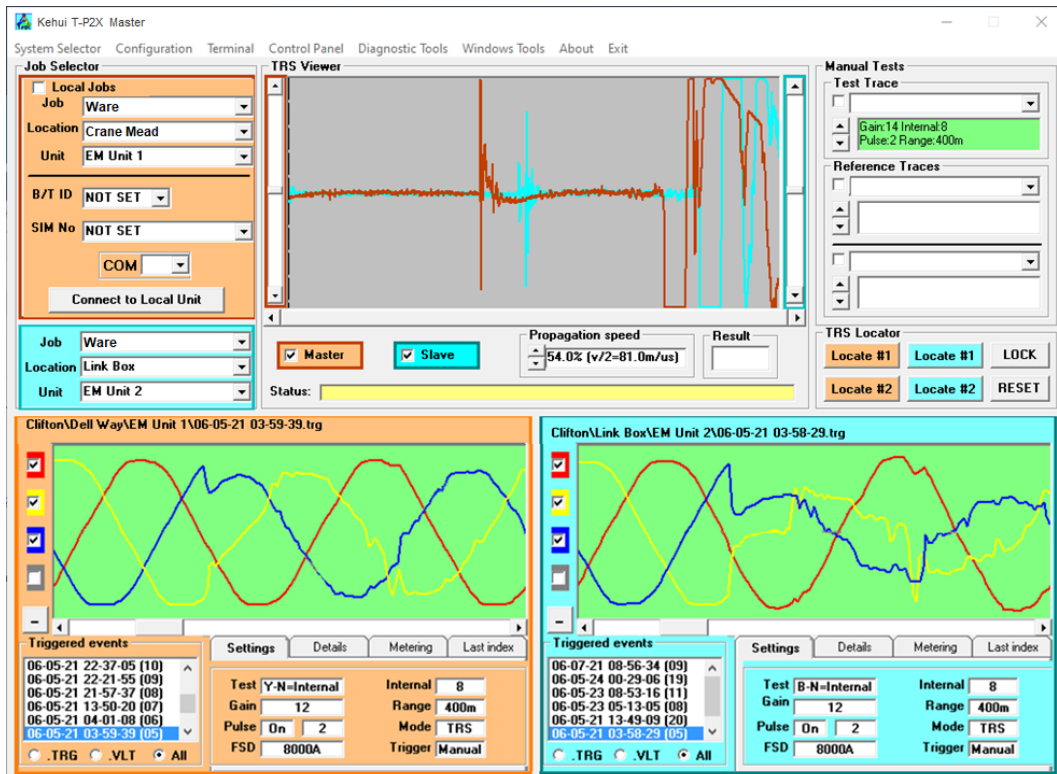 Kehui T-P2X Master
System Selector Configuration Terminal Control Panel Diagnostic Tools Windows Tools About Exit
Job Selector
Local Jobs
Job Ware
Location Crane Mead
Unit EM Unit 1
B/T ID NOT SET
SIM No NOT SET
COM
Connect to Local Unit
Job Ware
Location Link Box
Unit EM Unit 2
TRS Viewer
Master
Slave
Propagation speed
54.0% (v/2=81.0m/us)
Result
Status:
Manual Tests
Test Trace
Gain:14 Internal:8
Pulse:2 Range:400m
Reference Traces
TRS Locator
Locate #1 Locate #1 LOCK
Locate #2 Locate #2 RESET
Clifton\Dell Way\EM Unit 1\06-05-21 03-59-39.trg
Triggered events
06-05-21 22-37-05 (10)
06-05-21 22-21-55 (09)
06-05-21 21-57-37 (08)
06-05-21 13-50-20 (07)
06-05-21 04-01-08 (06)
06-05-21 03-59-39 (05)
.TRG .VLT All
Settings Details Metering Last index
Test Y-N=Internal Internal 8
Gain 12 Range 400m
Pulse On 2 Mode TRS
FSD 8000A Trigger Manual
Clifton\Link Box\EM Unit 2\06-05-21 03-58-29.trg
Triggered events
06-07-21 08-56-34 (09)
06-05-24 00-29-06 (19)
06-05-23 08-53-16 (11)
06-05-23 05-13-05 (08)
06-05-21 13-49-09 (20)
06-05-21 03-58-29 (05)
.TRG .VLT All
Settings Details Metering Last index
Test B-N=Internal Internal 8
Gain 12 Range 400m
Pulse On 2 Mode TRS
FSD 8000A Trigger Manual